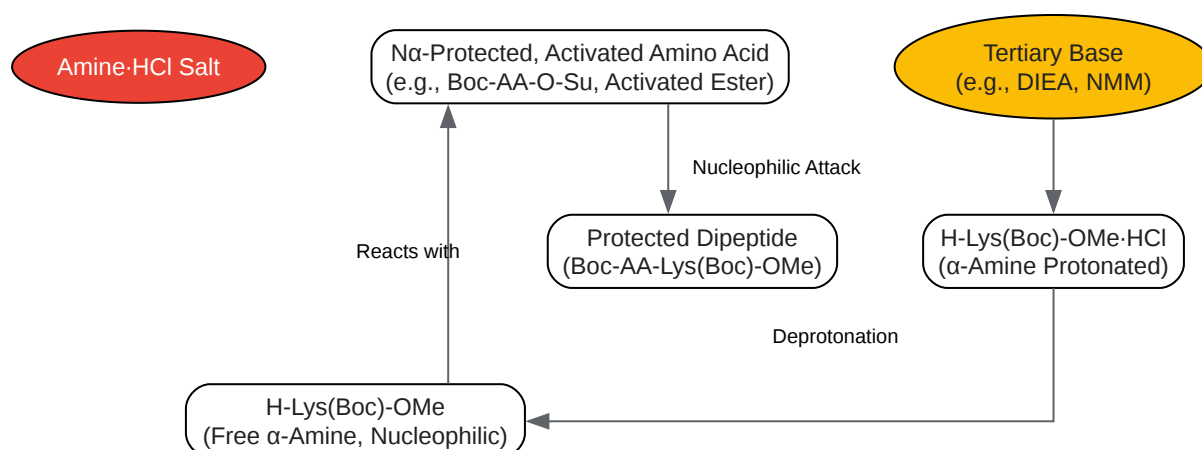 Amine·HCl Salt
Nα-Protected, Activated Amino Acid
(e.g., Boc-AA-O-Su, Activated Ester)
Tertiary Base
(e.g., DIEA, NMM)
Nucleophilic Attack
Reacts with
Protected Dipeptide
(Boc-AA-Lys(Boc)-OMe)
H-Lys(Boc)-OMe·HCl
(α-Amine Protonated)
Deprotonation
H-Lys(Boc)-OMe
(Free α-Amine, Nucleophilic)